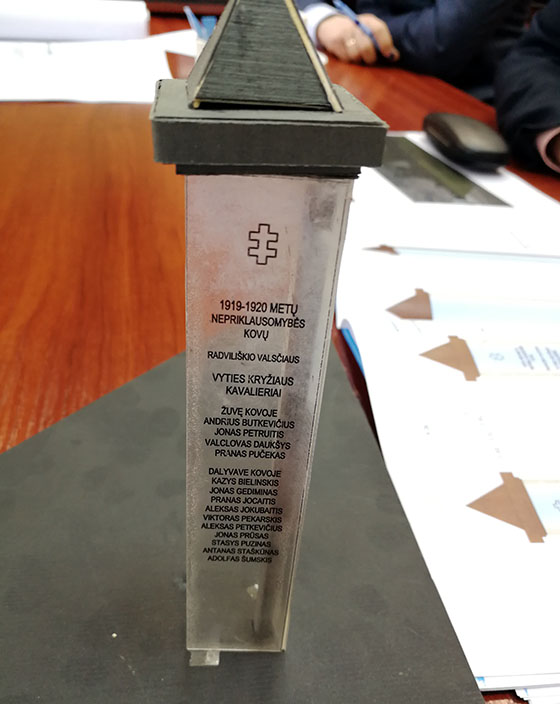 1919-1920 METŲ
NEPRIKLAUSOMYBĖS
KOVŲ
RADVILIŠKIO VALSČIAUS
VYTIES KRYŽIAUS
KAVALIERIAI
ŽUVĘ KOVOJE
ANDRIUS BUTKEVIČIUS
JONAS PETRUITIS
VALCLOVAS DAUKŠYS
PRANAS PUČEKAS
DALYVAVE KOVOJE
KAZYS BIELINSKIS
JONAS GEDIMINAS
PRANAS JOCAITIS
ALEKSAS JOKUBAITIS
VIKTORAS PEKARSKIS
ALEKSAS PETKEVIČIUS
JONAS PRŪSAS
STASYS PUZINAS
ANTANAS STAŠKŪNAS
ADOLFAS ŠUMSKIS